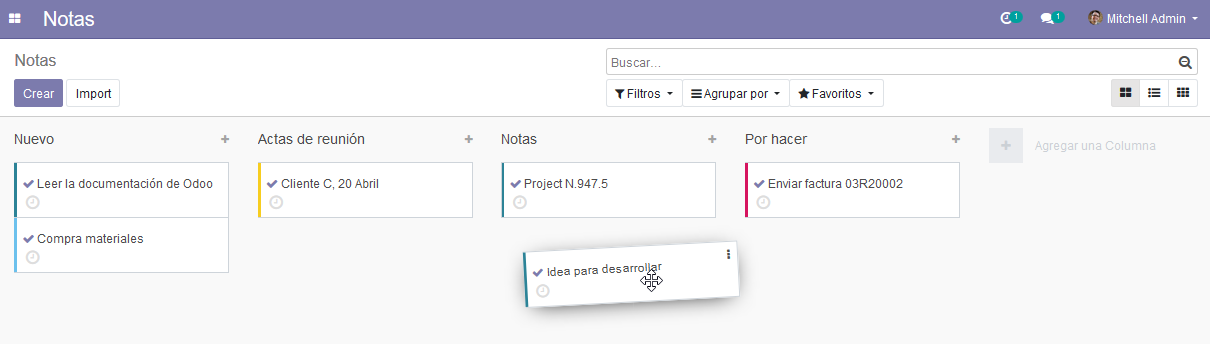 Notas
1
1
Mitchell Admin
Notas
Buscar...
Crear
Import
Filtros
Agrupar por
Favoritos
Nuevo
Actas de reunión
Notas
Por hacer
Agregar una Columna
Leer la documentación de Odoo
Cliente C, 20 Abril
Project N.947.5
Enviar factura 03R20002
Compra materiales
Idea para desarrollar